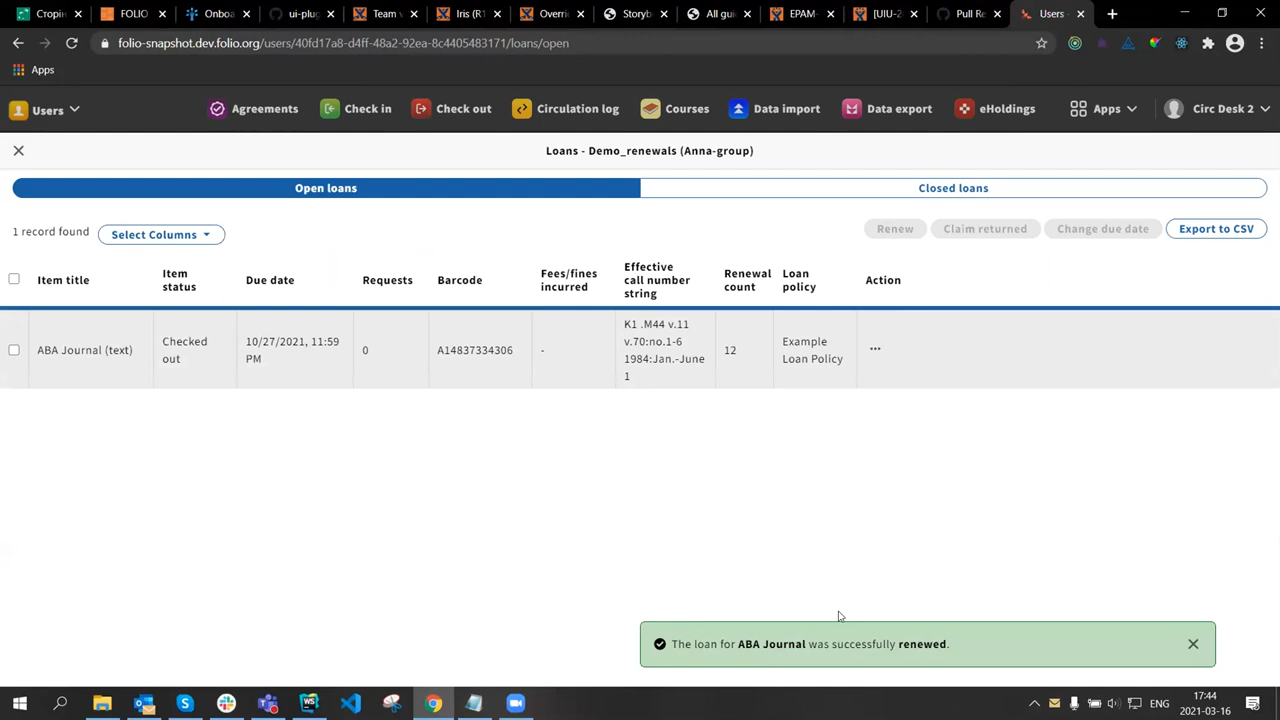 Cropin
FOLIO
Onboa
ui-plug
Team v
Iris (R1
Overri
Storyb
All gui
EPAM-
[UIU-2
Pull Re
Users -
folio-snapshot.dev.folio.org/users/40fd17a8-d4ff-48a2-92ea-8c4405483171/loans/open
Apps
Users
Agreements
Check in
Check out
Circulation log
Courses
Data import
Data export
eHoldings
Apps
Circ Desk 2
Loans - Demo_renewals (Anna-group)
Open loans
Closed loans
1 record found
Select Columns
Renew
Claim returned
Change due date
Export to CSV
Item title
Item status
Due date
Requests
Barcode
Fees/fines incurred
Effective call number string
Renewal count
Loan policy
Action
ABA Journal (text)
Checked out
10/27/2021, 11:59 PM
0
A14837334306
-
K1 .M44 v.11
v.70:no.1-6
1984:Jan.-June
1
12
Example Loan Policy
•••
The loan for ABA Journal was successfully renewed.
ENG
17:44
2021-03-16